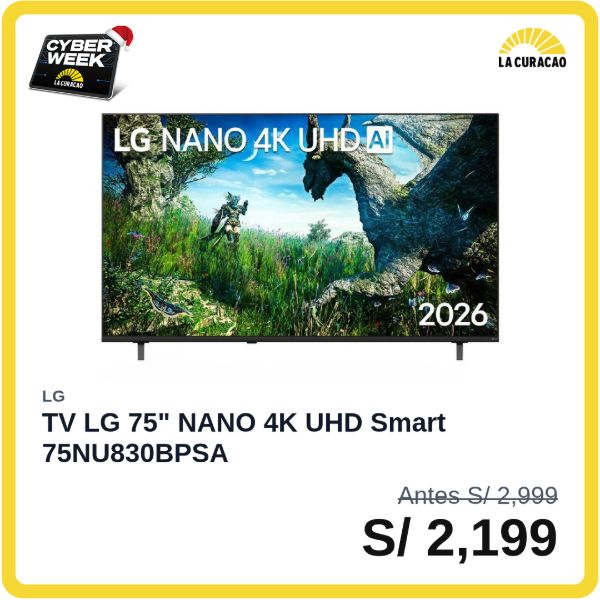 CYBER
WEEK
LA CURACAO
LA CURACAO
LG NANO 4K UHD AI
2026
LG
TV LG 75" NANO 4K UHD Smart
75NU830BPSA
Antes S/ 2,999
S/ 2,199